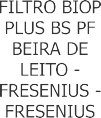 FILTRO BIOP
PLUS BS PF
BEIRA DE
LEITO -
FRESENIUS -
FRESENIUS